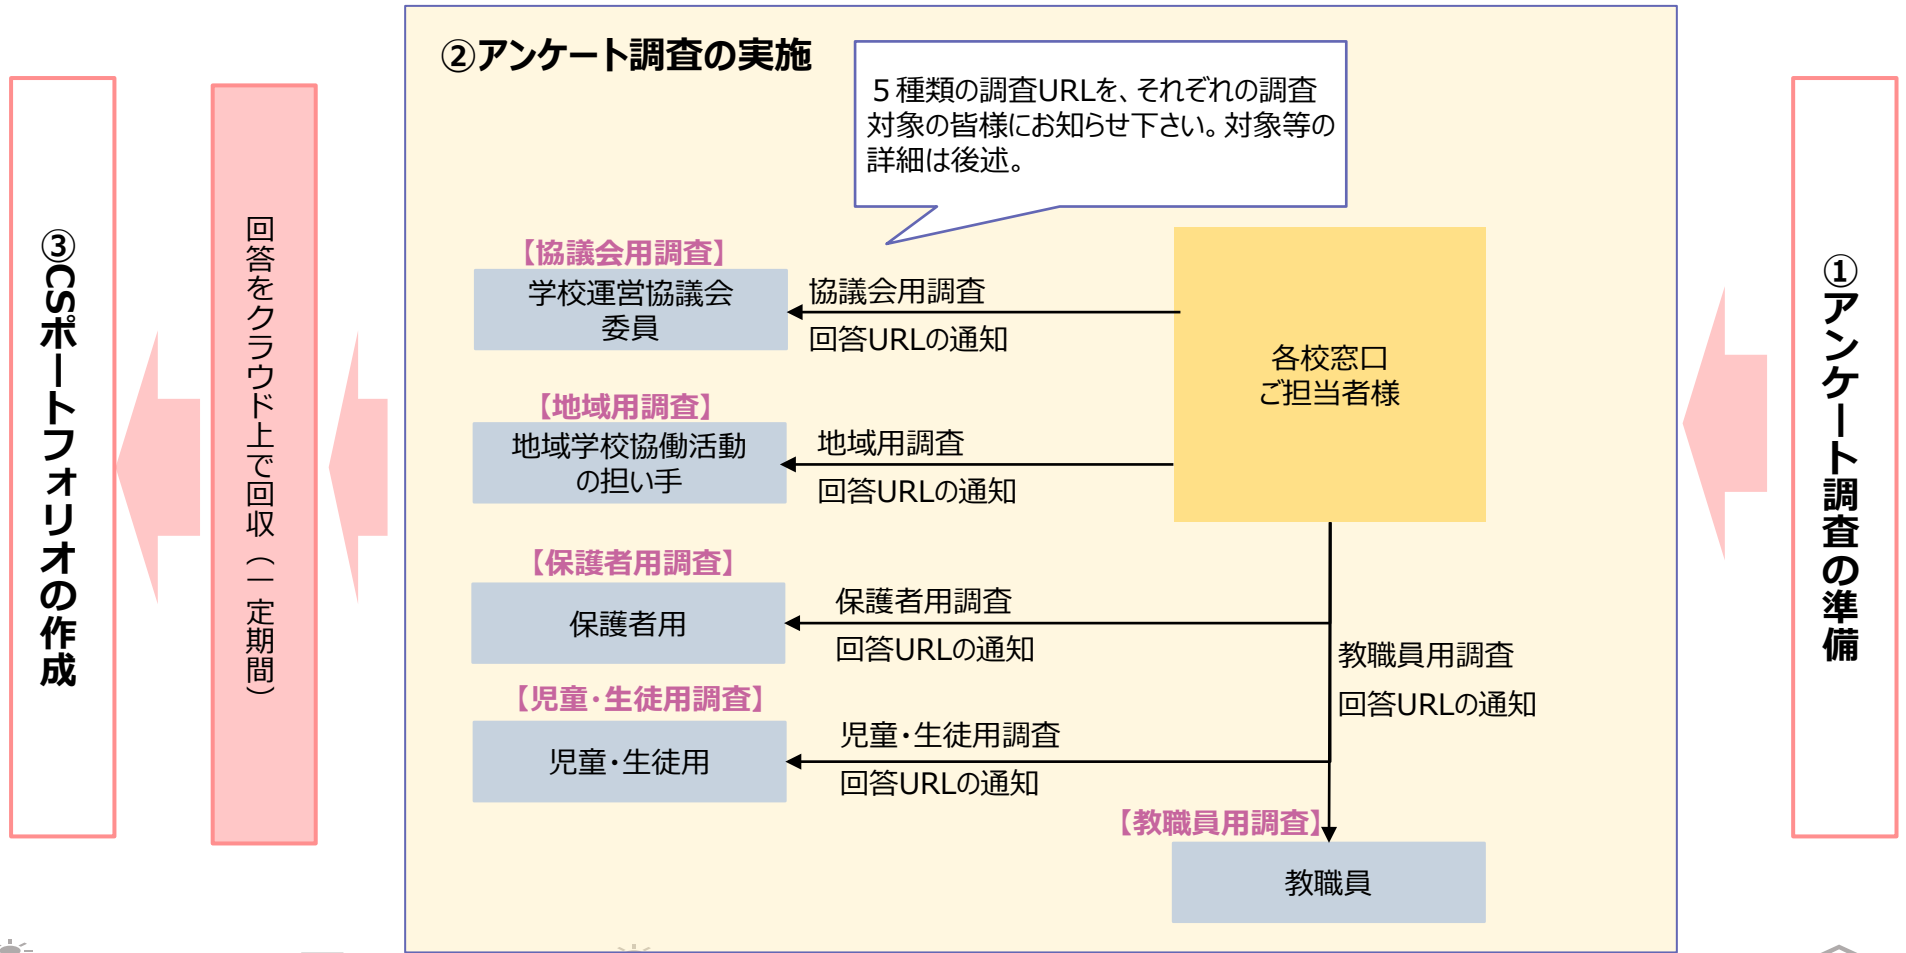 ②アンケート調査の実施
５種類の調査URLを、それぞれの調査
対象の皆様にお知らせ下さい。対象等の
詳細は後述。
①アンケート調査の準備
各校窓口
ご担当者様
【協議会用調査】
学校運営協議会
委員
協議会用調査
回答URLの通知
【地域用調査】
地域学校協働活動
の担い手
地域用調査
回答URLの通知
【保護者用調査】
保護者用
保護者用調査
回答URLの通知
【児童・生徒用調査】
児童・生徒用
児童・生徒用調査
回答URLの通知
教職員用調査
回答URLの通知
【教職員用調査】
教職員
回答をクラウド上で回収（一定期間）
③CSポートフォリオの作成